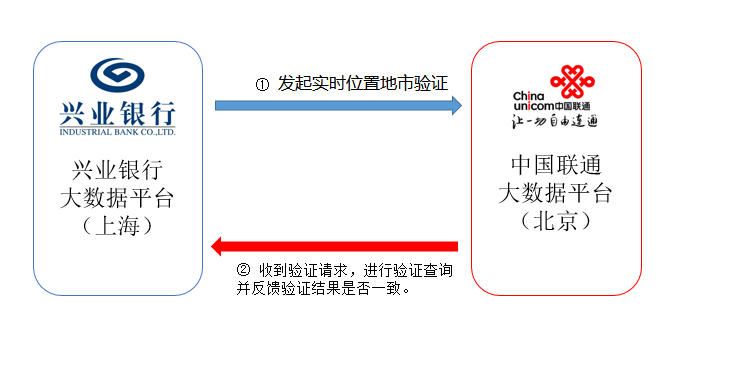 兴业银行
INDUSTRIAL BANK CO.,LTD.
兴业银行
大数据平台
（上海）
① 发起实时位置地市验证
② 收到验证请求，进行验证查询
并反馈验证结果是否一致。
China
unicom中国联通
让一切自由连通
中国联通
大数据平台
（北京）